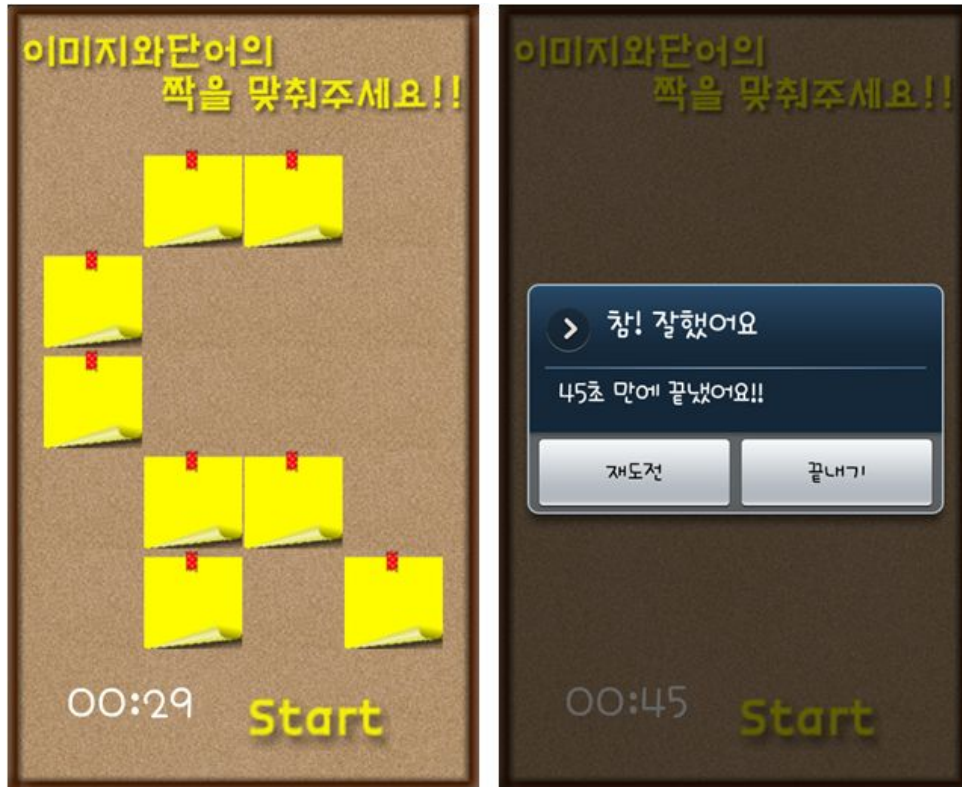 이미지와단어의
짝을 맞춰주세요!!
00:29
Start
이미지와단어의
짝을 맞춰주세요!!
참! 잘했어요
45초 만에 끝냈어요!!
재도전
끝내기
00:45
Start